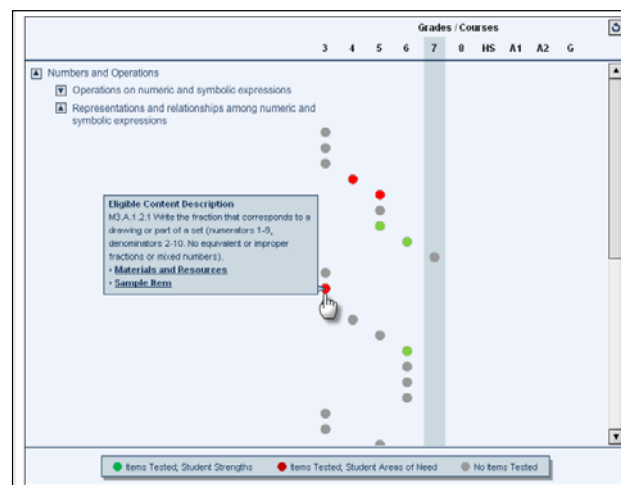 Grades / Courses
3 4 5 6 7 8 HS A1 A2 G
Numbers and Operations
Operations on numeric and symbolic expressions
Representations and relationships among numeric and
symbolic expressions
Eligible Content Description
M3.A.1.2.1 Write the fraction that corresponds to a
drawing or part of a set (numerators 1-9,
denominators 2-10. No equivalent or improper
fractions or mixed numbers).
• Materials and Resources
• Sample Item
Items Tested; Student Strengths Items Tested; Student Areas of Need No Items Tested